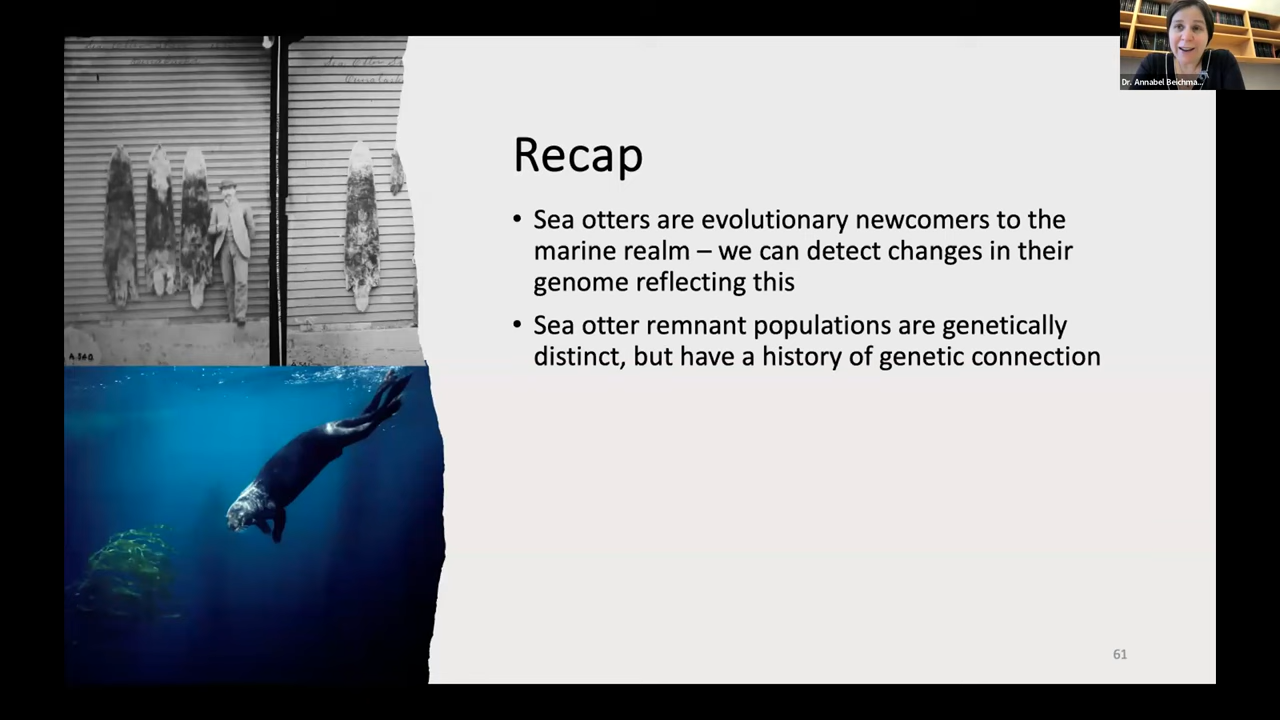 Dr. Annabel Beichma...
Recap
• Sea otters are evolutionary newcomers to the
marine realm – we can detect changes in their
genome reflecting this
• Sea otter remnant populations are genetically
distinct, but have a history of genetic connection
61